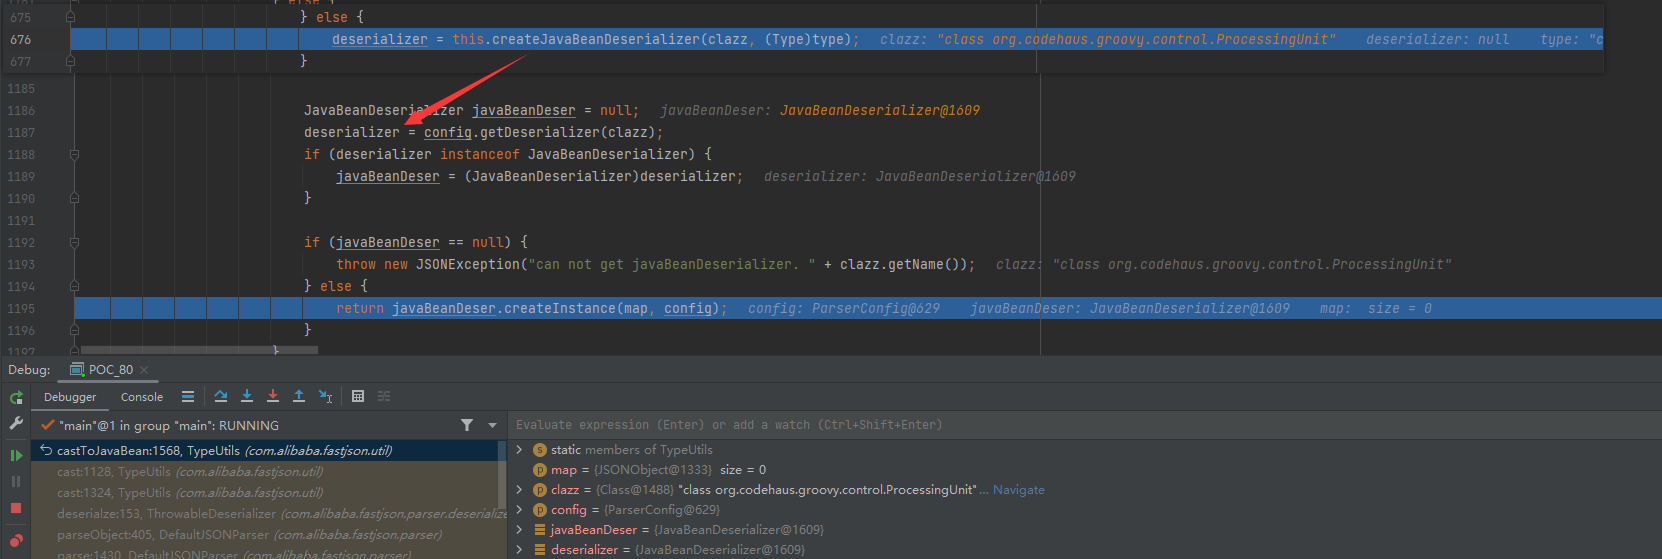 675 } else {
676 deserializer = this.createJavaBeanDeserializer(clazz, (Type)type); clazz: "class org.codehaus.groovy.control.ProcessingUnit" deserializer: null type: "c
677 }
1185
1186 JavaBeanDeserializer javaBeanDeser = null; javaBeanDeser: JavaBeanDeserializer@1609
1187 deserializer = config.getDeserializer(clazz);
1188 if (deserializer instanceof JavaBeanDeserializer) {
1189 javaBeanDeser = (JavaBeanDeserializer)deserializer; deserializer: JavaBeanDeserializer@1609
1190 }
1191
1192 if (javaBeanDeser == null) {
1193 throw new JSONException("can not get javaBeanDeserializer. " + clazz.getName()); clazz: "class org.codehaus.groovy.control.ProcessingUnit"
1194 } else {
1195 return javaBeanDeser.createInstance(map, config); config: ParserConfig@629 javaBeanDeser: JavaBeanDeserializer@1609 map: size = 0
1196 }
1197 }
Debug: POC_80
Debugger Console
"main"@1 in group "main": RUNNING
castToJavaBean:1568, TypeUtils (com.alibaba.fastjson.util)
cast:1128, TypeUtils (com.alibaba.fastjson.util)
cast:1324, TypeUtils (com.alibaba.fastjson.util)
deserialze:153, ThrowableDeserializer (com.alibaba.fastjson.parser.deserialize
parseObject:405, DefaultJSONParser (com.alibaba.fastjson.parser)
parse:1430, DefaultJSONParser (com.alibaba.fastjson.parser)
Evaluate expression (Enter) or add a watch (Ctrl+Shift+Enter)
static members of TypeUtils
map = {JSONObject@1333} size = 0
clazz = {Class@1488} "class org.codehaus.groovy.control.ProcessingUnit"... Navigate
config = {ParserConfig@629}
javaBeanDeser = {JavaBeanDeserializer@1609}
deserializer = {JavaBeanDeserializer@1609}